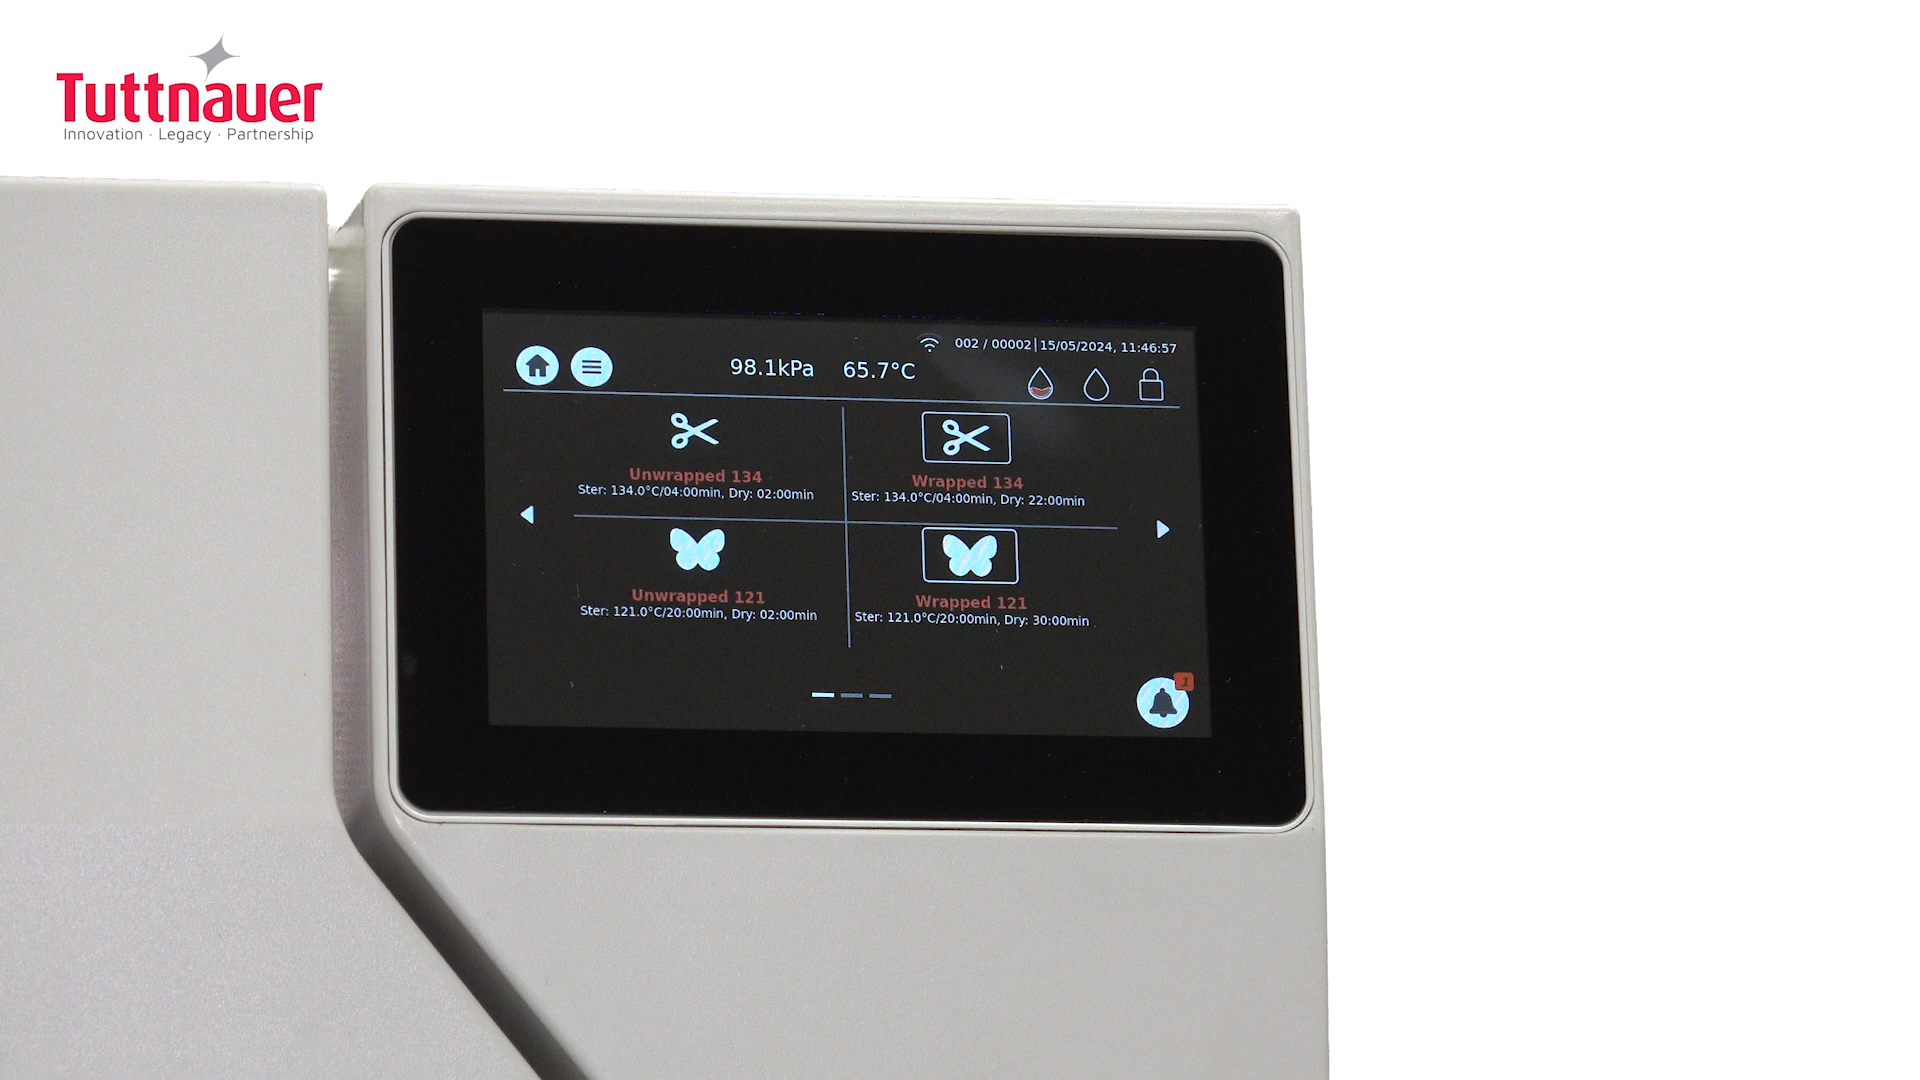 Tuttnauer
Innovation · Legacy · Partnership
002 / 00002|15/05/2024, 11:46:57
98.1kPa 65.7°C
Unwrapped 134
Ster: 134.0°C/04:00min, Dry: 02:00min
Wrapped 134
Ster: 134.0°C/04:00min, Dry: 22:00min
Unwrapped 121
Ster: 121.0°C/20:00min, Dry: 02:00min
Wrapped 121
Ster: 121.0°C/20:00min, Dry: 30:00min
1